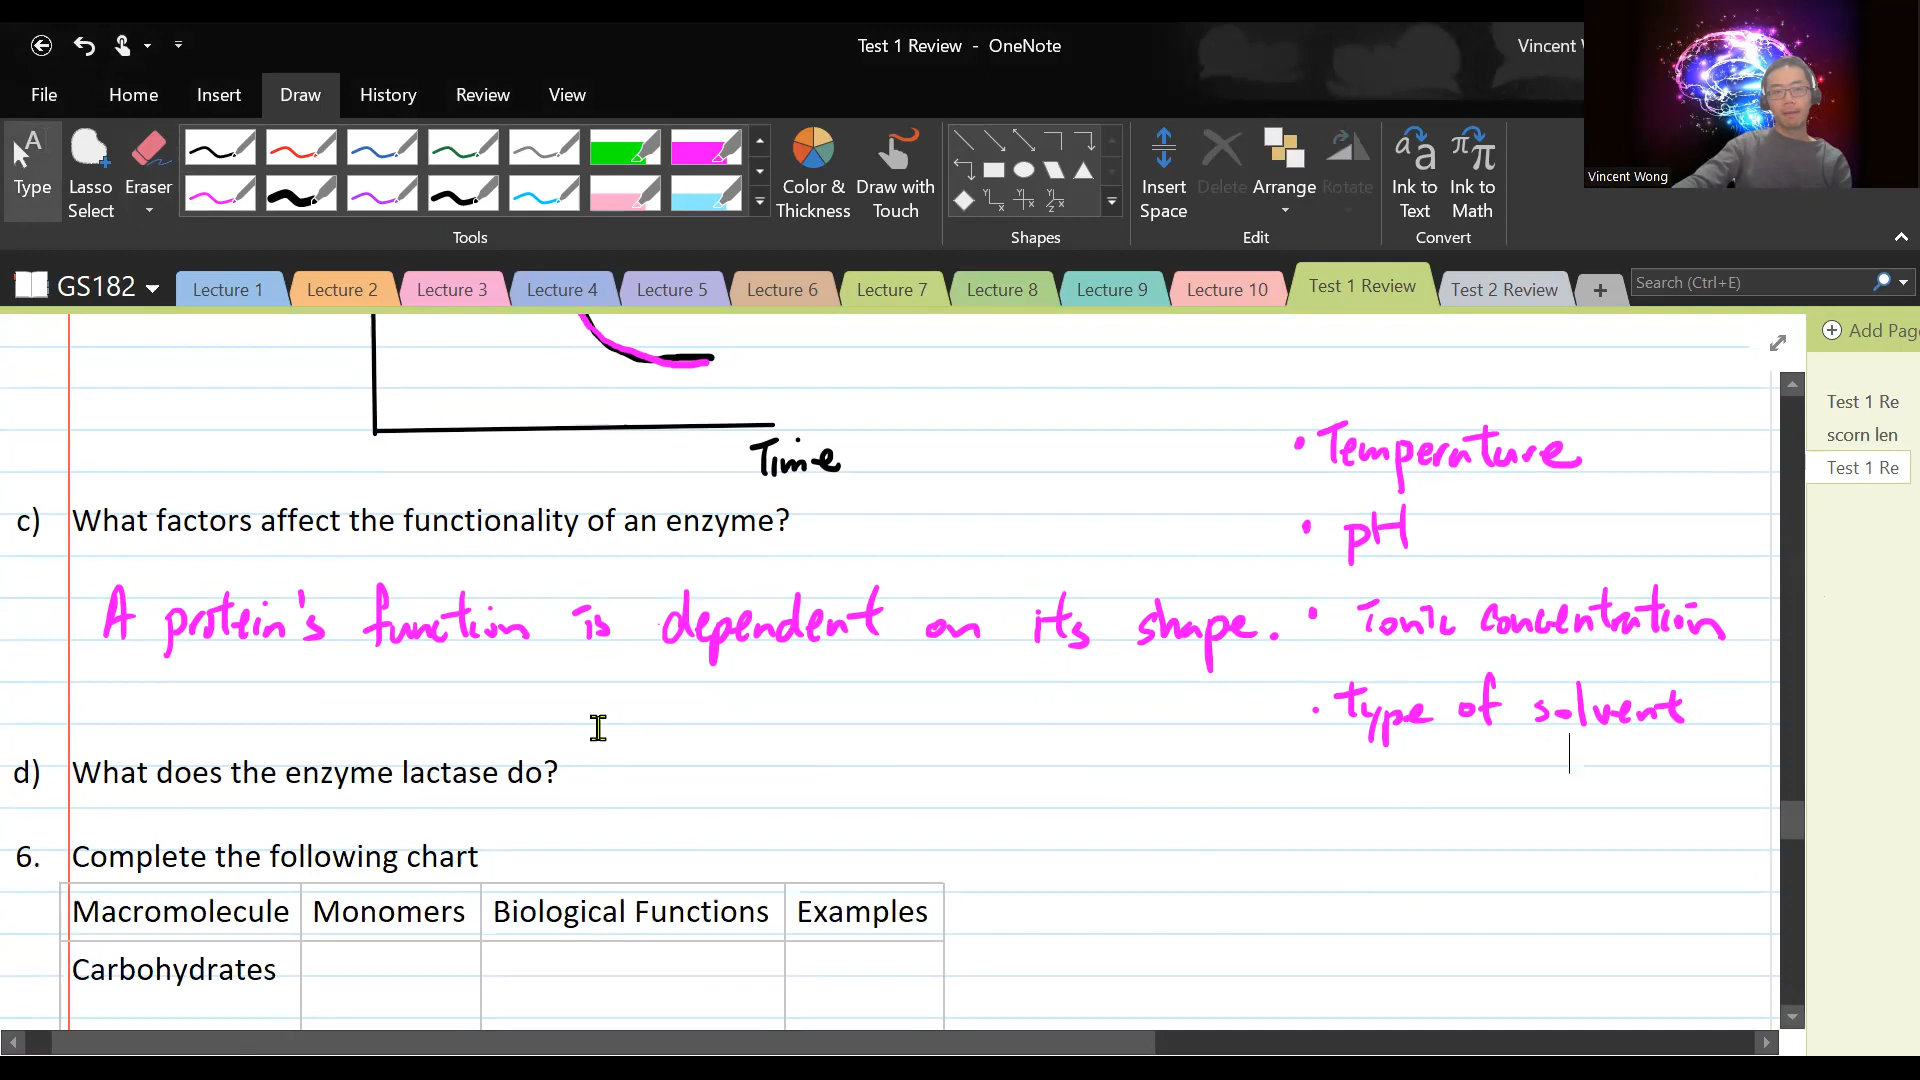 Test 1 Review - OneNote
Vincent W
Vincent Wong
File Home Insert Draw History Review View
Type
Lasso Select
Eraser
Color & Thickness
Draw with Touch
Insert Space
Delete
Arrange
Rotate
Ink to Text
Ink to Math
Tools
Shapes
Edit
Convert
GS182
Lecture 1 Lecture 2 Lecture 3 Lecture 4 Lecture 5 Lecture 6 Lecture 7 Lecture 8 Lecture 9 Lecture 10 Test 1 Review Test 2 Review
Search (Ctrl+E)
Add Pag
Test 1 Re
scorn len
Test 1 Re
Time
• Temperature
c) What factors affect the functionality of an enzyme?
• pH
A protein's function is dependent on its shape.
• Ionic concentration
• type of solvent
d) What does the enzyme lactase do?
6. Complete the following chart
Macromolecule Monomers Biological Functions Examples
Carbohydrates